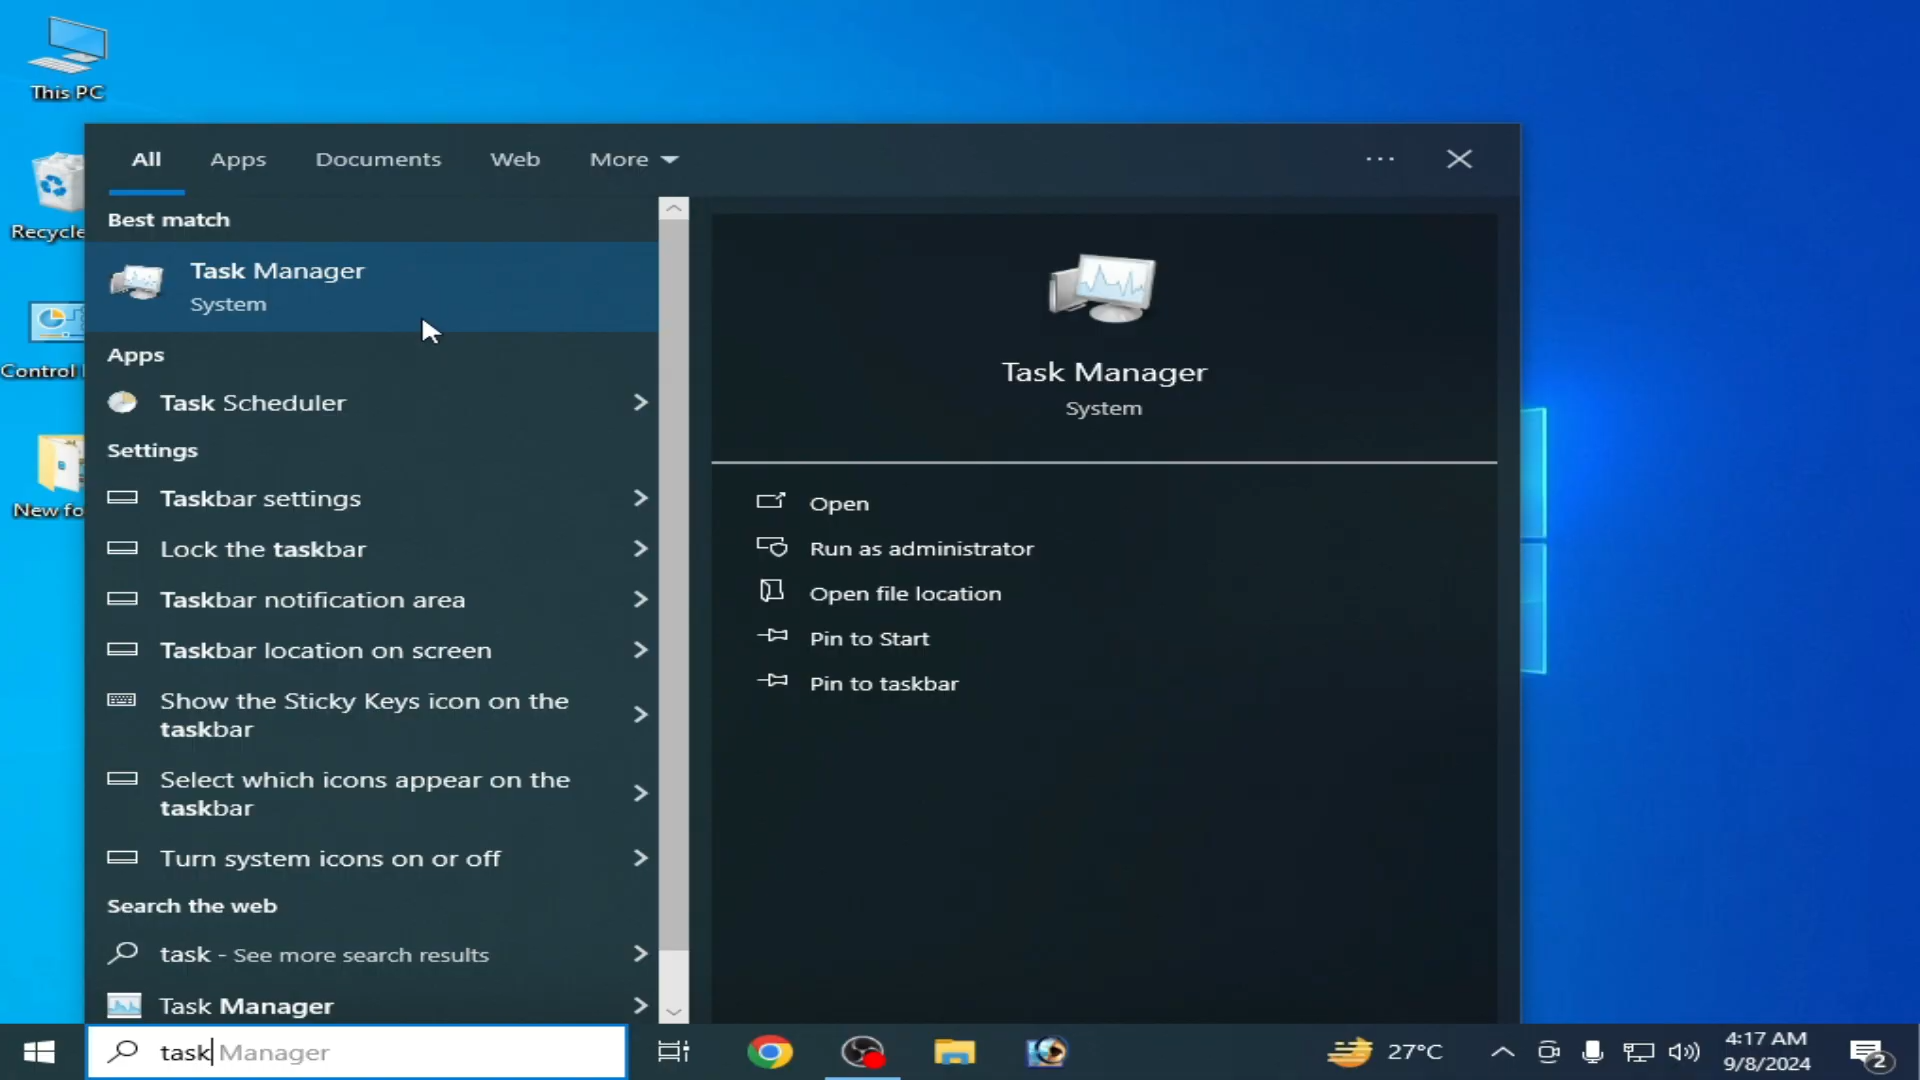 This PC
All Apps Documents Web More
Recycle
Best match
Task Manager
System
Task Manager
System
Control
Apps
Task Scheduler
Settings
New fo
Taskbar settings
Lock the taskbar
Taskbar notification area
Taskbar location on screen
Show the Sticky Keys icon on the
taskbar
Select which icons appear on the
taskbar
Turn system icons on or off
Search the web
task - See more search results
Task Manager
Open
Run as administrator
Open file location
Pin to Start
Pin to taskbar
task Manager
27°C
4:17 AM
9/8/2024
2